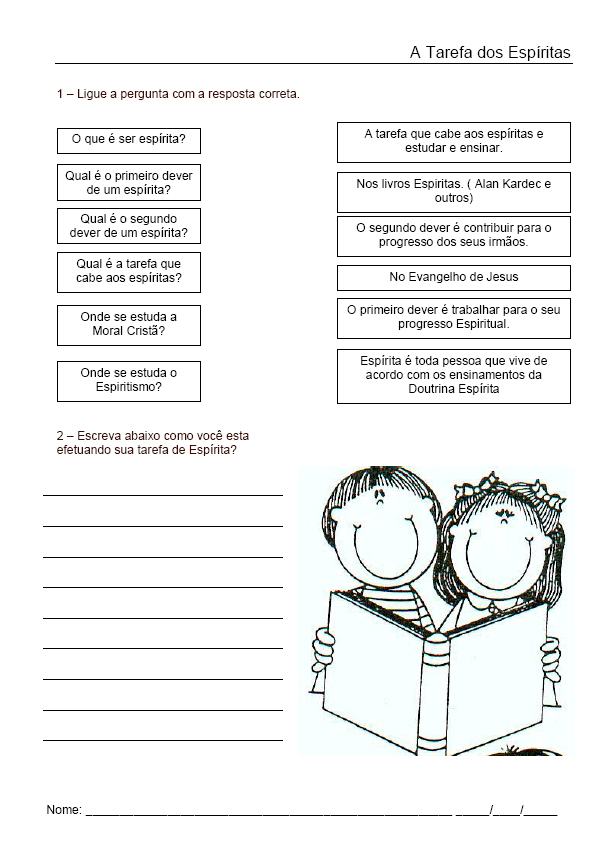 A Tarefa dos Espíritas
1 – Ligue a pergunta com a resposta correta.
O que é ser espírita?
Qual é o primeiro dever
de um espírita?
Qual é o segundo
dever de um espírita?
Qual é a tarefa que
cabe aos espíritas?
Onde se estuda a
Moral Cristã?
Onde se estuda o
Espiritismo?
A tarefa que cabe aos espíritas e
estudar e ensinar.
Nos livros Espiritas. ( Alan Kardec e
outros)
O segundo dever é contribuir para o
progresso dos seus irmãos.
No Evangelho de Jesus
O primeiro dever é trabalhar para o seu
progresso Espiritual.
Espírita é toda pessoa que vive de
acordo com os ensinamentos da
Doutrina Espírita
2 – Escreva abaixo como você esta
efetuando sua tarefa de Espírita?
Nome: _______________________________________________________ _____/____/_____